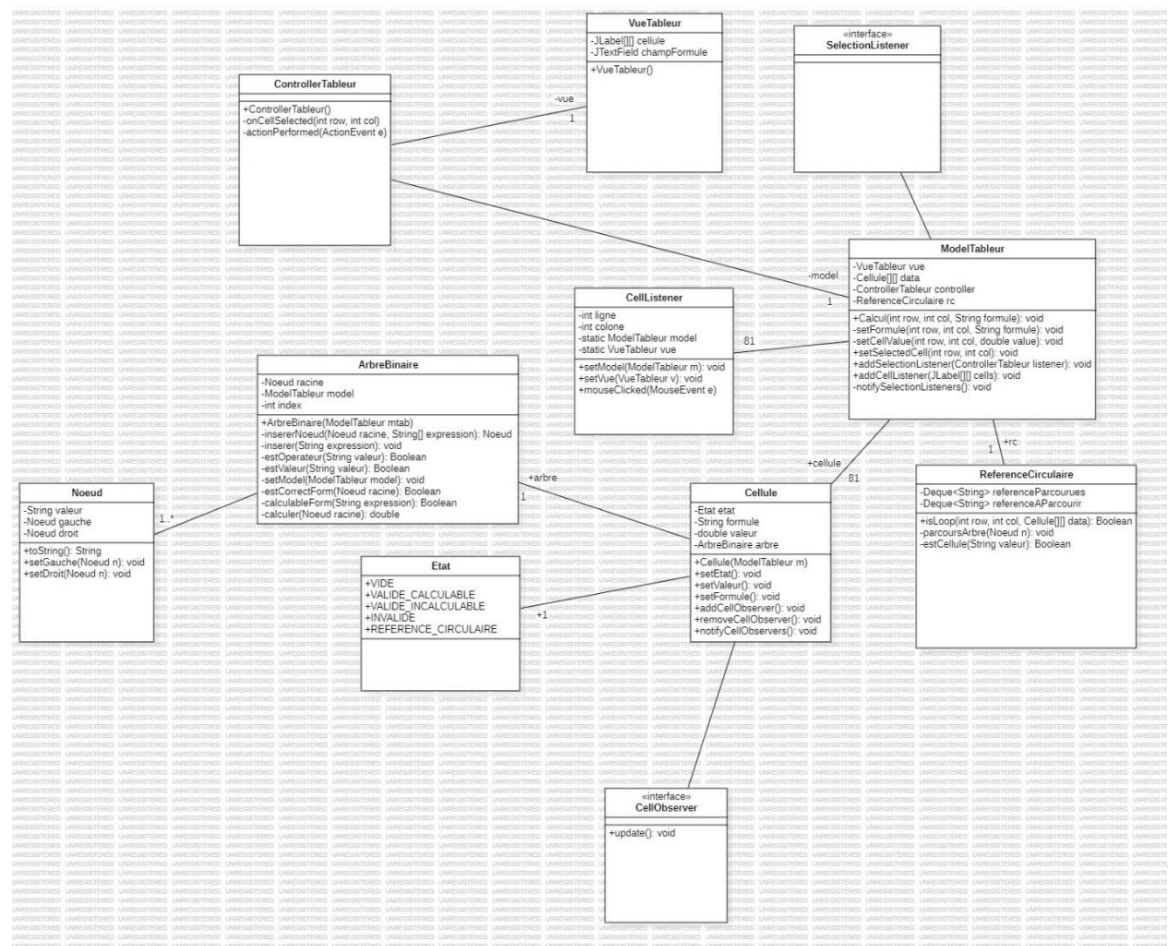 VueTableur
-JLabel[][] cellule
-JTextField champFormule
+VueTableur()
«interface»
SelectionListener
ControllerTableur
+ControllerTableur()
-onCellSelected(int row, int col)
-actionPerformed(ActionEvent e)
-vue
1
ModelTableur
-VueTableur vue
-Cellule[][] data
-ControllerTableur controller
-ReferenceCirculaire rc
+Calcul(int row, int col, String formule): void
-setFormule(int row, int col, String formule): void
-setCellValue(int row, int col, double value): void
+setSelectedCell(int row, int col): void
+addSelectionListener(ControllerTableur listener): void
+addCellListener(JLabel[][] cells): void
-notifySelectionListeners(): void
-model
1
CellListener
-int ligne
-int colone
-static ModelTableur model
-static VueTableur vue
+setModel(ModelTableur m): void
+setVue(VueTableur v): void
+mouseClicked(MouseEvent e)
81
ArbreBinaire
-Noeud racine
-ModelTableur model
-int index
+ArbreBinaire(ModelTableur mtab)
-insererNoeud(Noeud racine, String[] expression): Noeud
-inserer(String expression): void
-estOperateur(String valeur): Boolean
-estValeur(String valeur): Boolean
-setModel(ModelTableur model): void
-estCorrectForm(Noeud racine): Boolean
-calculableForm(String expression): Boolean
-calculer(Noeud racine): double
+rc
1
+cellule
81
ReferenceCirculaire
-Deque<String> referenceParcourues
-Deque<String> referenceAParcourir
+isLoop(int row, int col, Cellule[][] data): Boolean
-parcoursArbre(Noeud n): void
-estCellule(String valeur): Boolean
Noeud
-String valeur
-Noeud gauche
-Noeud droit
+toString(): String
+setGauche(Noeud n): void
+setDroit(Noeud n): void
1..*
+arbre
1
Cellule
-Etat etat
-String formule
-double valeur
-ArbreBinaire arbre
+Cellule(ModelTableur m)
+setEtat(): void
+setValeur(): void
+setFormule(): void
+addCellObserver(): void
+removeCellObserver(): void
+notifyCellObservers(): void
Etat
+VIDE
+VALIDE_CALCULABLE
+VALIDE_INCALCULABLE
+INVALIDE
+REFERENCE_CIRCULAIRE
+1
«interface»
CellObserver
+update(): void